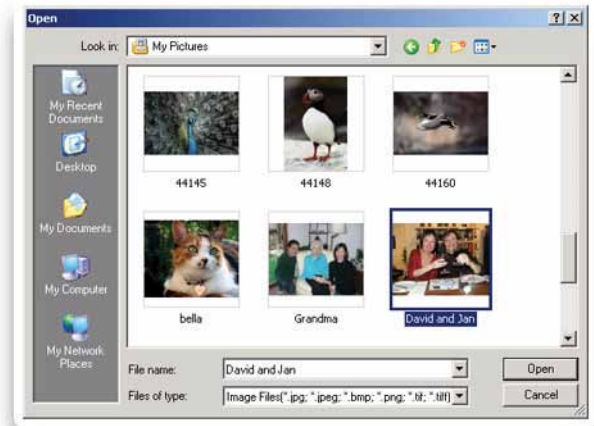 Open
Look in: My Pictures
My Recent
Documents
Desktop
My Documents
My Computer
My Network
Places
44145
44148
44160
bella
Grandma
David and Jan
File name: David and Jan
Open
Files of type: Image Files(*.jpg; *.jpeg; *.bmp; *.png; *.tif; *.tiff)
Cancel